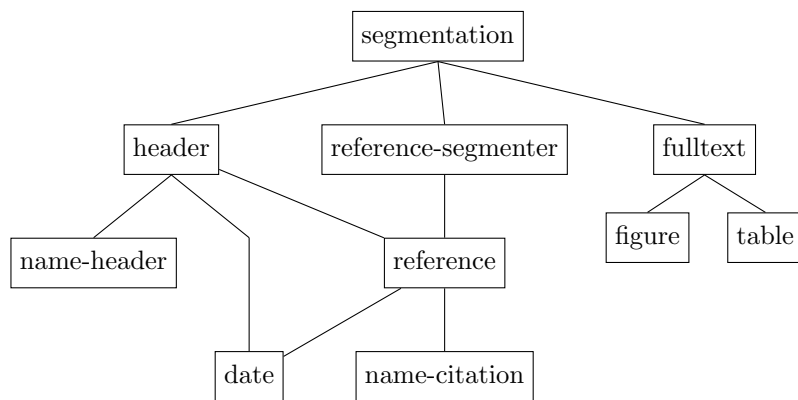 segmentation
header
reference-segmenter
fulltext
name-header
reference
figure
table
date
name-citation